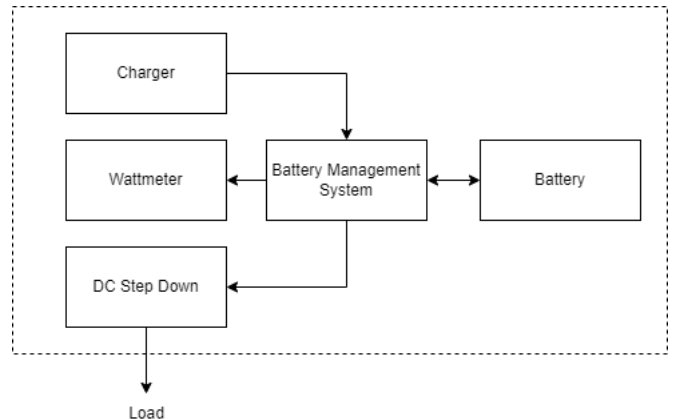 Charger
Wattmeter
Battery Management
System
Battery
DC Step Down
Load